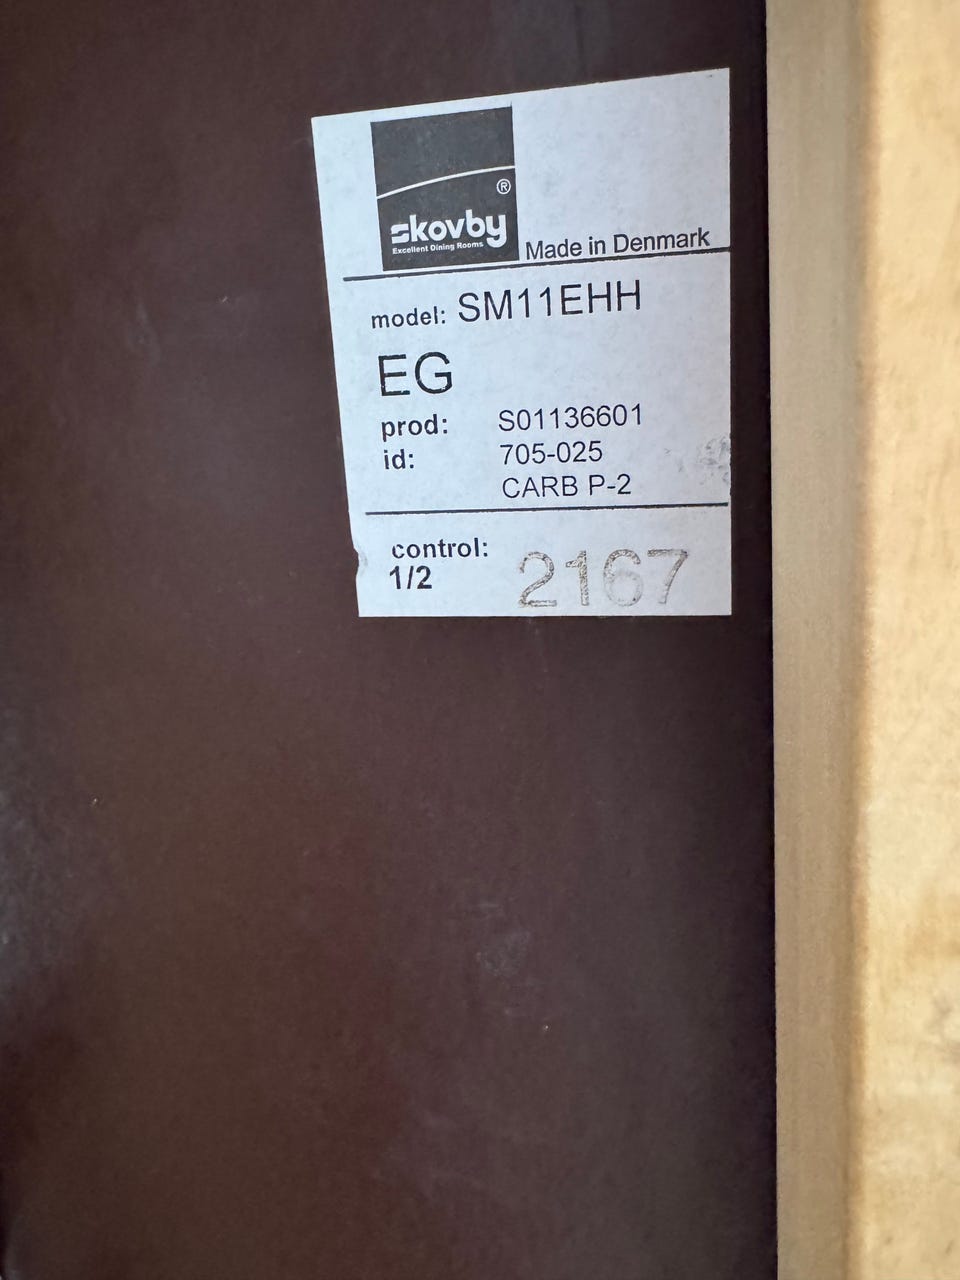 skovby®
Excellent Dining Rooms
Made in Denmark
model: SM11EHH
EG
prod: S01136601
id: 705-025
CARB P-2
control: 2167
1/2